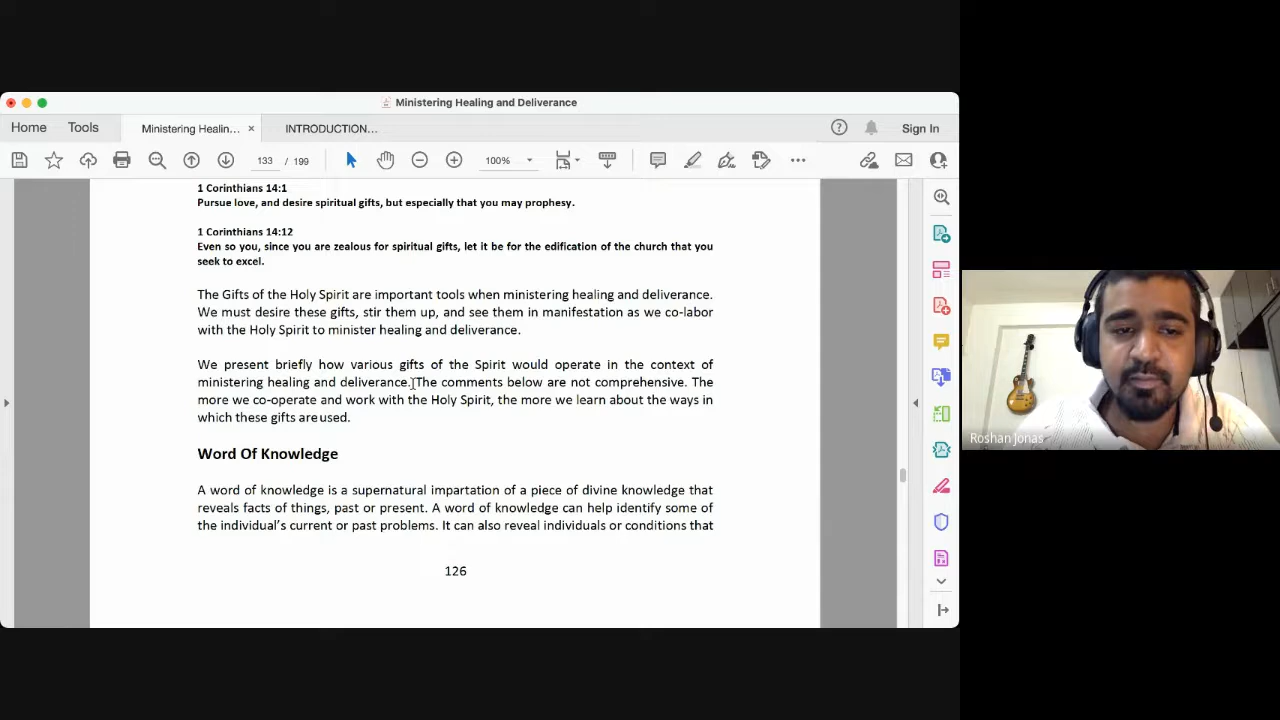 Ministering Healing and Deliverance
Home Tools Ministering Healin... × INTRODUCTION... Sign In
133 / 199 100%
1 Corinthians 14:1
Pursue love, and desire spiritual gifts, but especially that you may prophesy.
1 Corinthians 14:12
Even so you, since you are zealous for spiritual gifts, let it be for the edification of the church that you
seek to excel.
The Gifts of the Holy Spirit are important tools when ministering healing and deliverance.
We must desire these gifts, stir them up, and see them in manifestation as we co-labor
with the Holy Spirit to minister healing and deliverance.
We present briefly how various gifts of the Spirit would operate in the context of
ministering healing and deliverance. The comments below are not comprehensive. The
more we co-operate and work with the Holy Spirit, the more we learn about the ways in
which these gifts are used.
Word Of Knowledge
A word of knowledge is a supernatural impartation of a piece of divine knowledge that
reveals facts of things, past or present. A word of knowledge can help identify some of
the individual's current or past problems. It can also reveal individuals or conditions that
126
Roshan Jonas